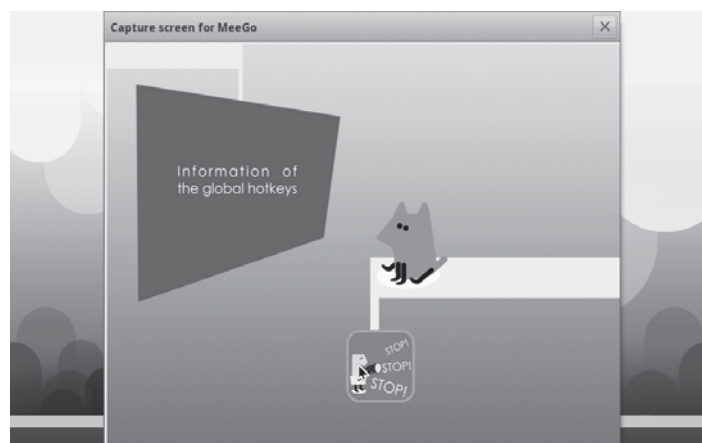 Capture screen for MeeGo
Information of
the global hotkeys
STOP!
STOP!
STOP!